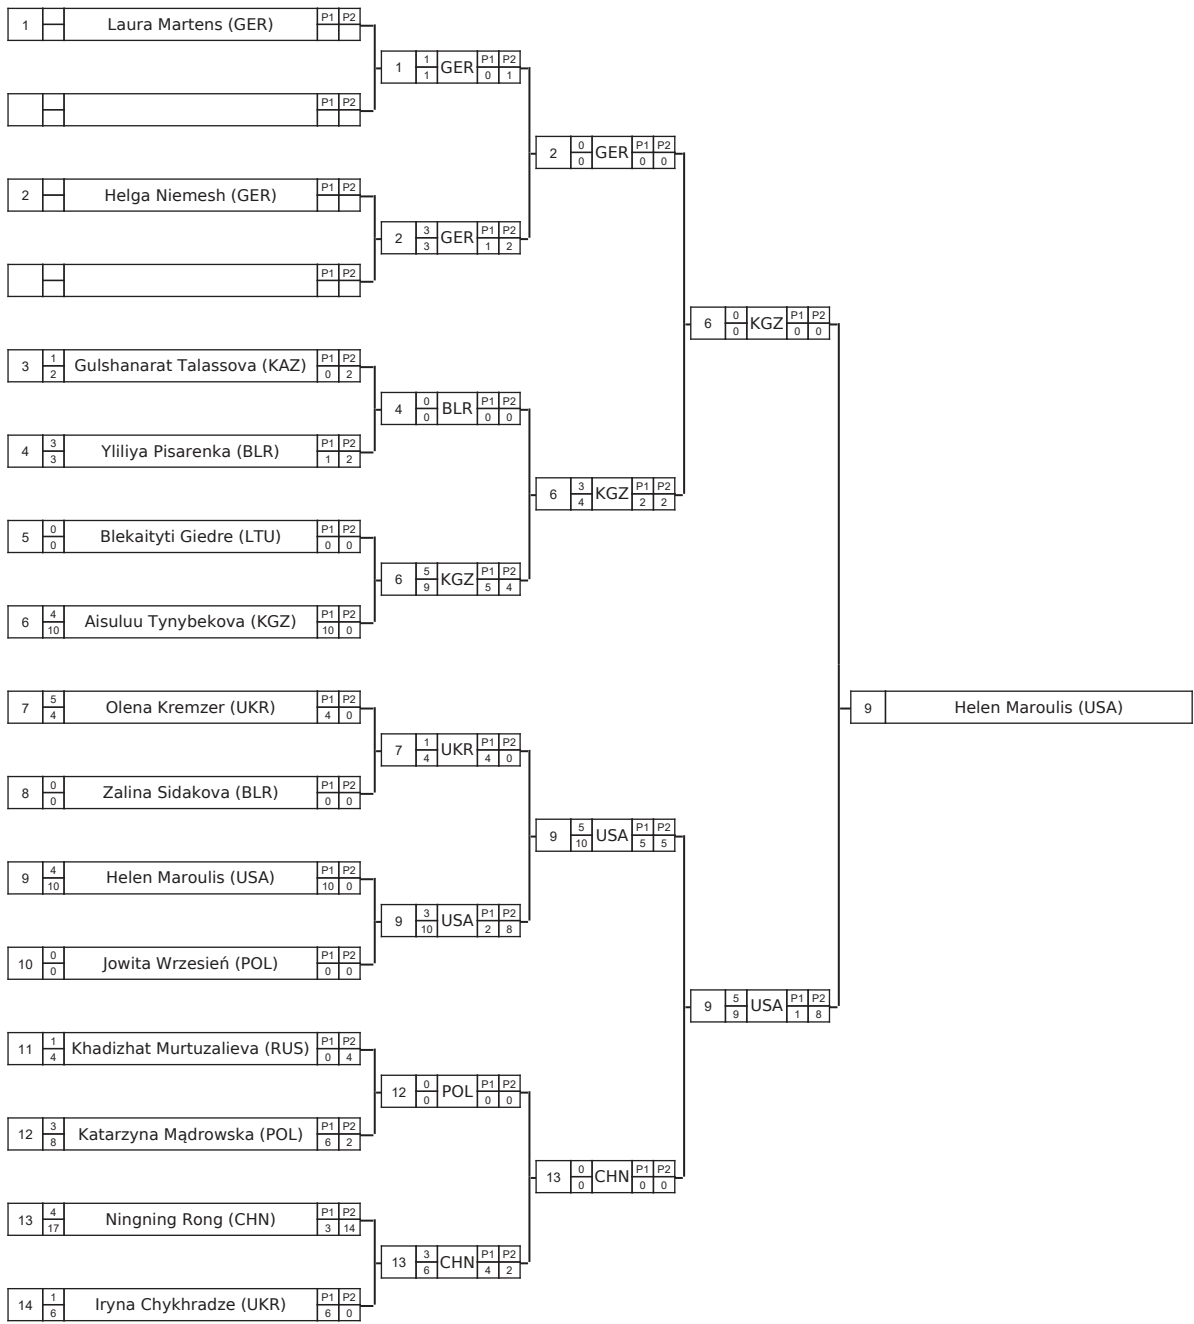 1 Laura Martens (GER) P1 P2
1 1 1 GER P1 P2 0 1
P1 P2
2 0 0 GER P1 P2 0 0
2 Helga Niemesh (GER) P1 P2
2 3 3 GER P1 P2 1 2
P1 P2
6 0 0 KGZ P1 P2 0 0
3 1 2 Gulshanarat Talassova (KAZ) P1 P2 0 2
4 0 0 BLR P1 P2 0 0
4 3 3 Yliliya Pisarenka (BLR) P1 P2 1 2
6 3 4 KGZ P1 P2 2 2
5 0 0 Blekaityti Giedre (LTU) P1 P2 0 0
6 5 9 KGZ P1 P2 5 4
6 4 10 Aisuluu Tynybekova (KGZ) P1 P2 10 0
7 5 4 Olena Kremzer (UKR) P1 P2 4 0
9 Helen Maroulis (USA)
7 1 4 UKR P1 P2 4 0
8 0 0 Zalina Sidakova (BLR) P1 P2 0 0
9 5 10 USA P1 P2 5 5
9 4 10 Helen Maroulis (USA) P1 P2 10 0
9 3 10 USA P1 P2 2 8
10 0 0 Jowita Wrzesień (POL) P1 P2 0 0
9 5 9 USA P1 P2 1 8
11 1 4 Khadizhat Murtuzalieva (RUS) P1 P2 0 4
12 0 0 POL P1 P2 0 0
12 3 8 Katarzyna Mądrowska (POL) P1 P2 6 2
13 0 0 CHN P1 P2 0 0
13 4 17 Ningning Rong (CHN) P1 P2 3 14
13 3 6 CHN P1 P2 4 2
14 1 6 Iryna Chykhradze (UKR) P1 P2 6 0